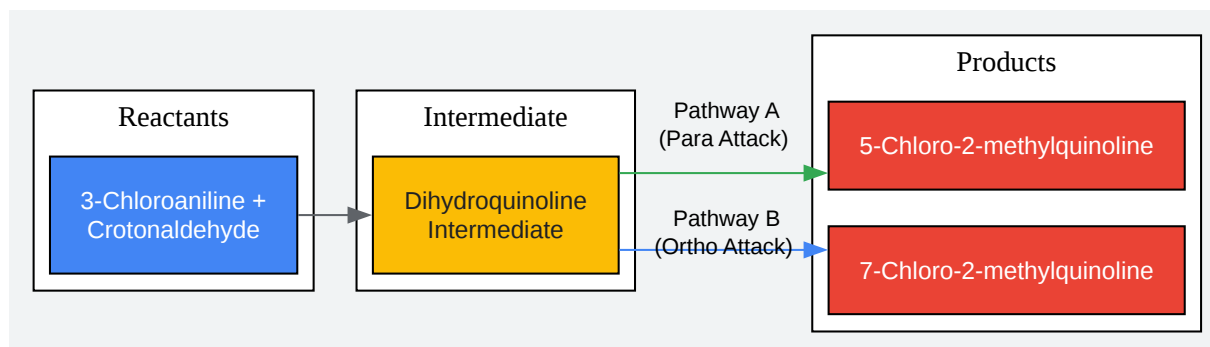 Reactants
3-Chloroaniline +
Crotonaldehyde
Intermediate
Dihydroquinoline
Intermediate
Pathway A
(Para Attack)
Pathway B
(Ortho Attack)
Products
5-Chloro-2-methylquinoline
7-Chloro-2-methylquinoline